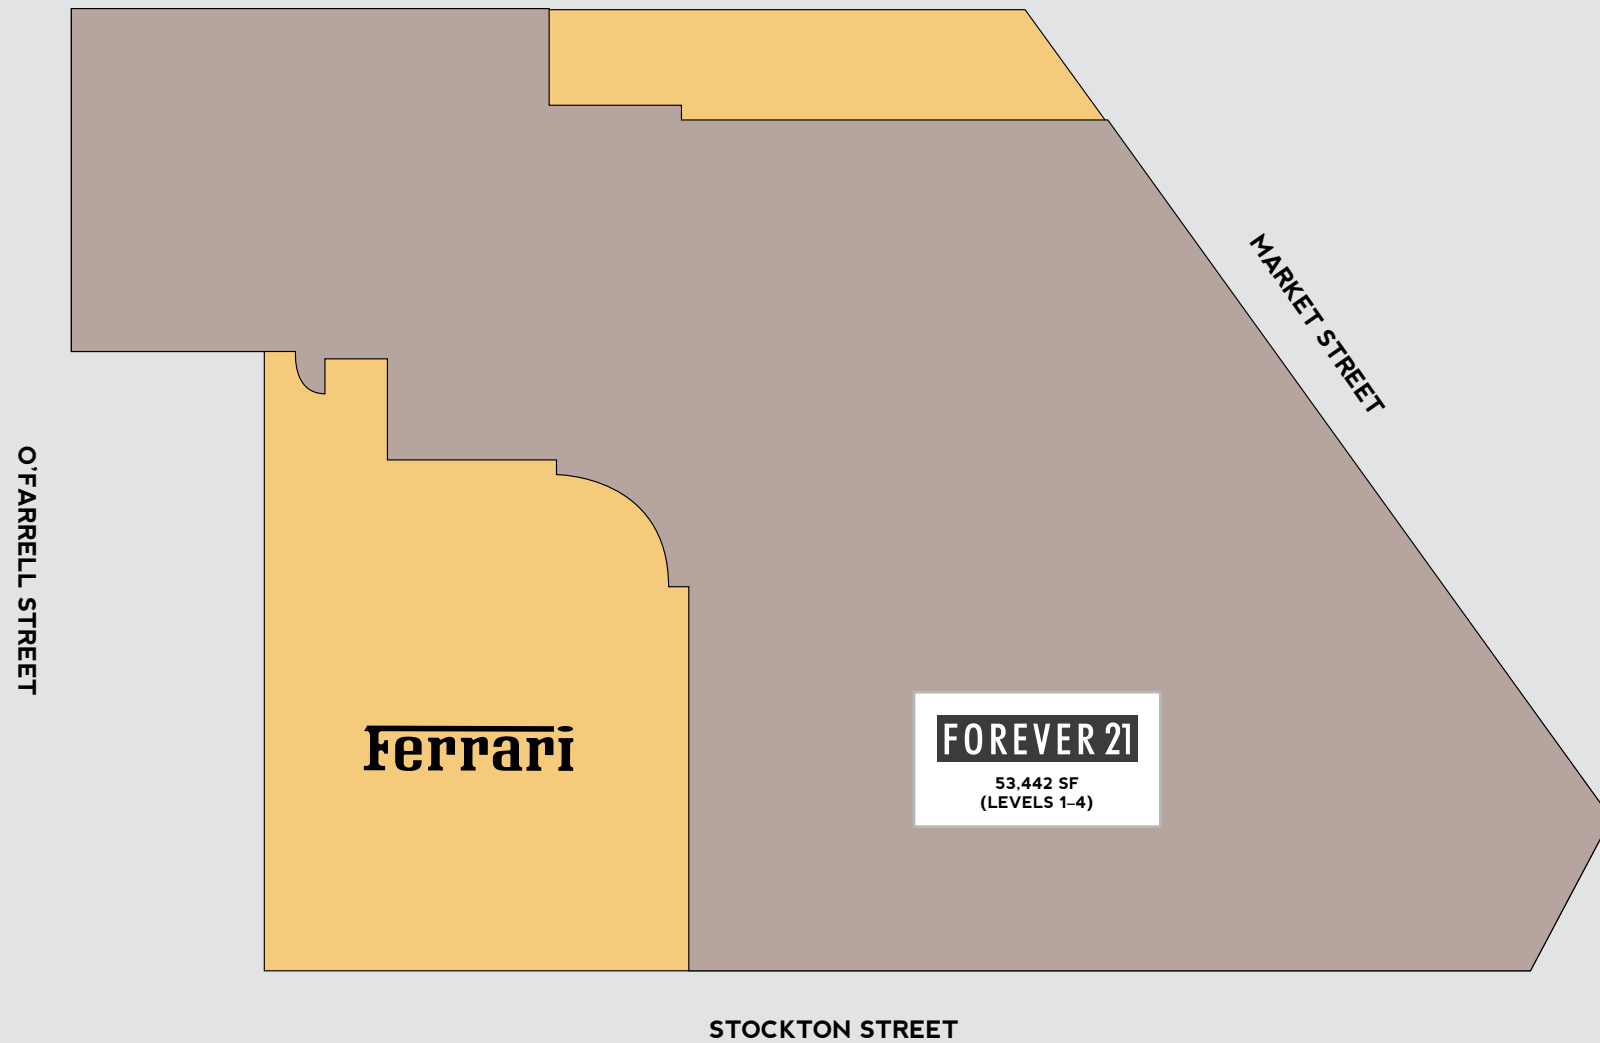 MARKET STREET
O'FARRELL STREET
Ferrari
FOREVER 21
53,442 SF
(LEVELS 1–4)
STOCKTON STREET